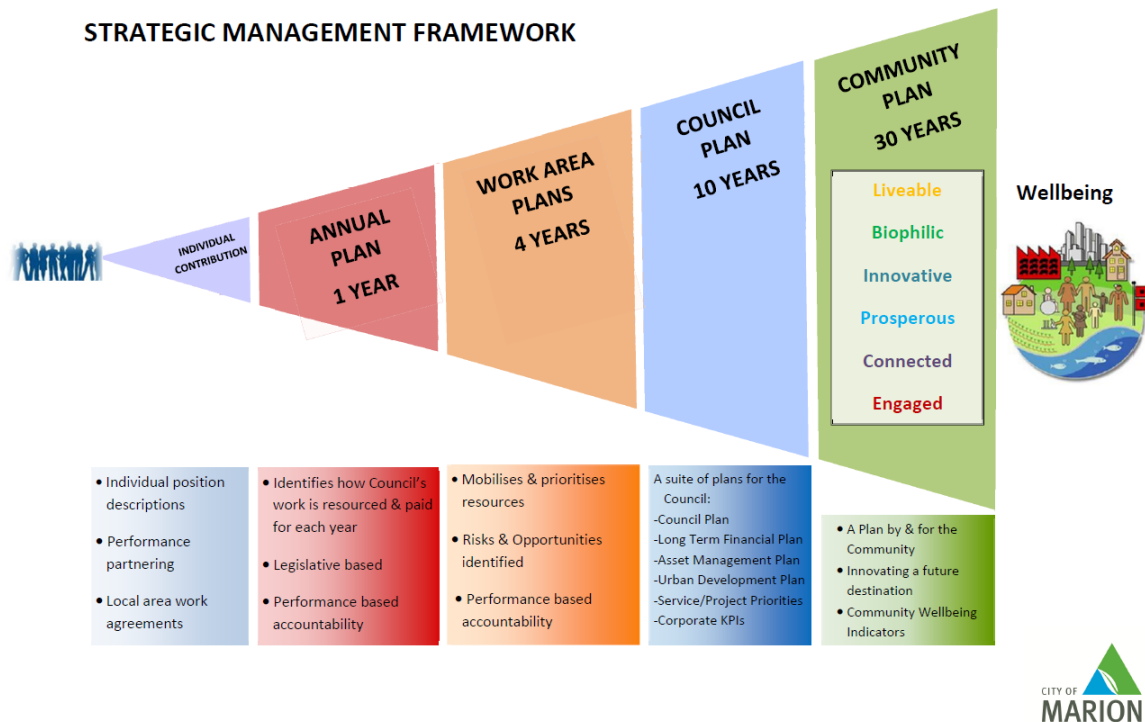 STRATEGIC MANAGEMENT FRAMEWORK
INDIVIDUAL
CONTRIBUTION
ANNUAL
PLAN
1 YEAR
WORK AREA
PLANS
4 YEARS
COUNCIL
PLAN
10 YEARS
COMMUNITY
PLAN
30 YEARS
Liveable
Biophilic
Innovative
Prosperous
Connected
Engaged
Wellbeing
• Individual position
descriptions
• Performance
partnering
• Local area work
agreements
• Identifies how Council's
work is resourced & paid
for each year
• Legislative based
• Performance based
accountability
• Mobilises & prioritises
resources
• Risks & Opportunities
identified
• Performance based
accountability
A suite of plans for the
Council:
-Council Plan
-Long Term Financial Plan
-Asset Management Plan
-Urban Development Plan
-Service/Project Priorities
-Corporate KPIs
• A Plan by & for the
Community
• Innovating a future
destination
• Community Wellbeing
Indicators
CITY OF
MARION